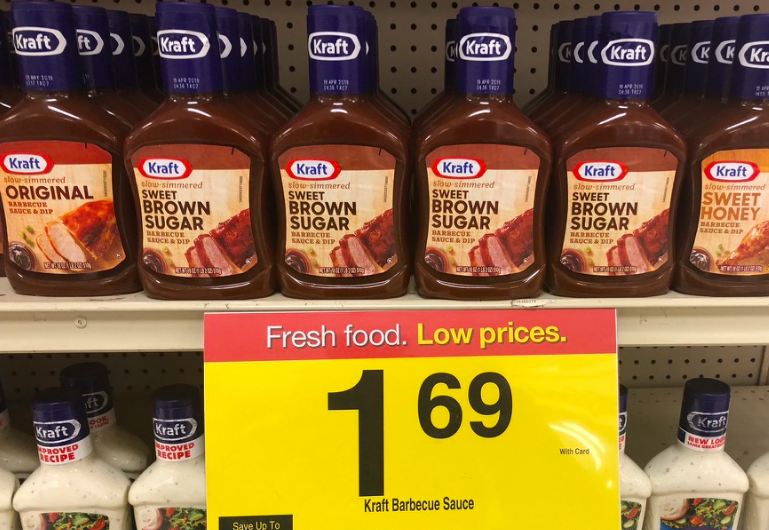 Kraft
Kraft
Kraft
Kraft
Kraft
Kraft
Kraft
Kraft
slow-simmered
ORIGINAL
BARBECUE
SAUCE & DIP
Kraft
slow-simmered
SWEET
BROWN
SUGAR
BARBECUE
SAUCE & DIP
Kraft
slow-simmered
SWEET
BROWN
SUGAR
BARBECUE
SAUCE & DIP
Kraft
slow-simmered
SWEET
BROWN
SUGAR
BARBECUE
SAUCE & DIP
Kraft
slow-simmered
SWEET
BROWN
SUGAR
BARBECUE
SAUCE & DIP
Kraft
slow-simmered
SWEET
HONEY
BARBECUE
SAUCE & DIP
Fresh food. Low prices.
1 69
With Card
Kraft Barbecue Sauce
Save Up To
Kraft
IMPROVED
RECIPE
Kraft
IMPROVED
RECIPE
Kraft
NEW LOOK